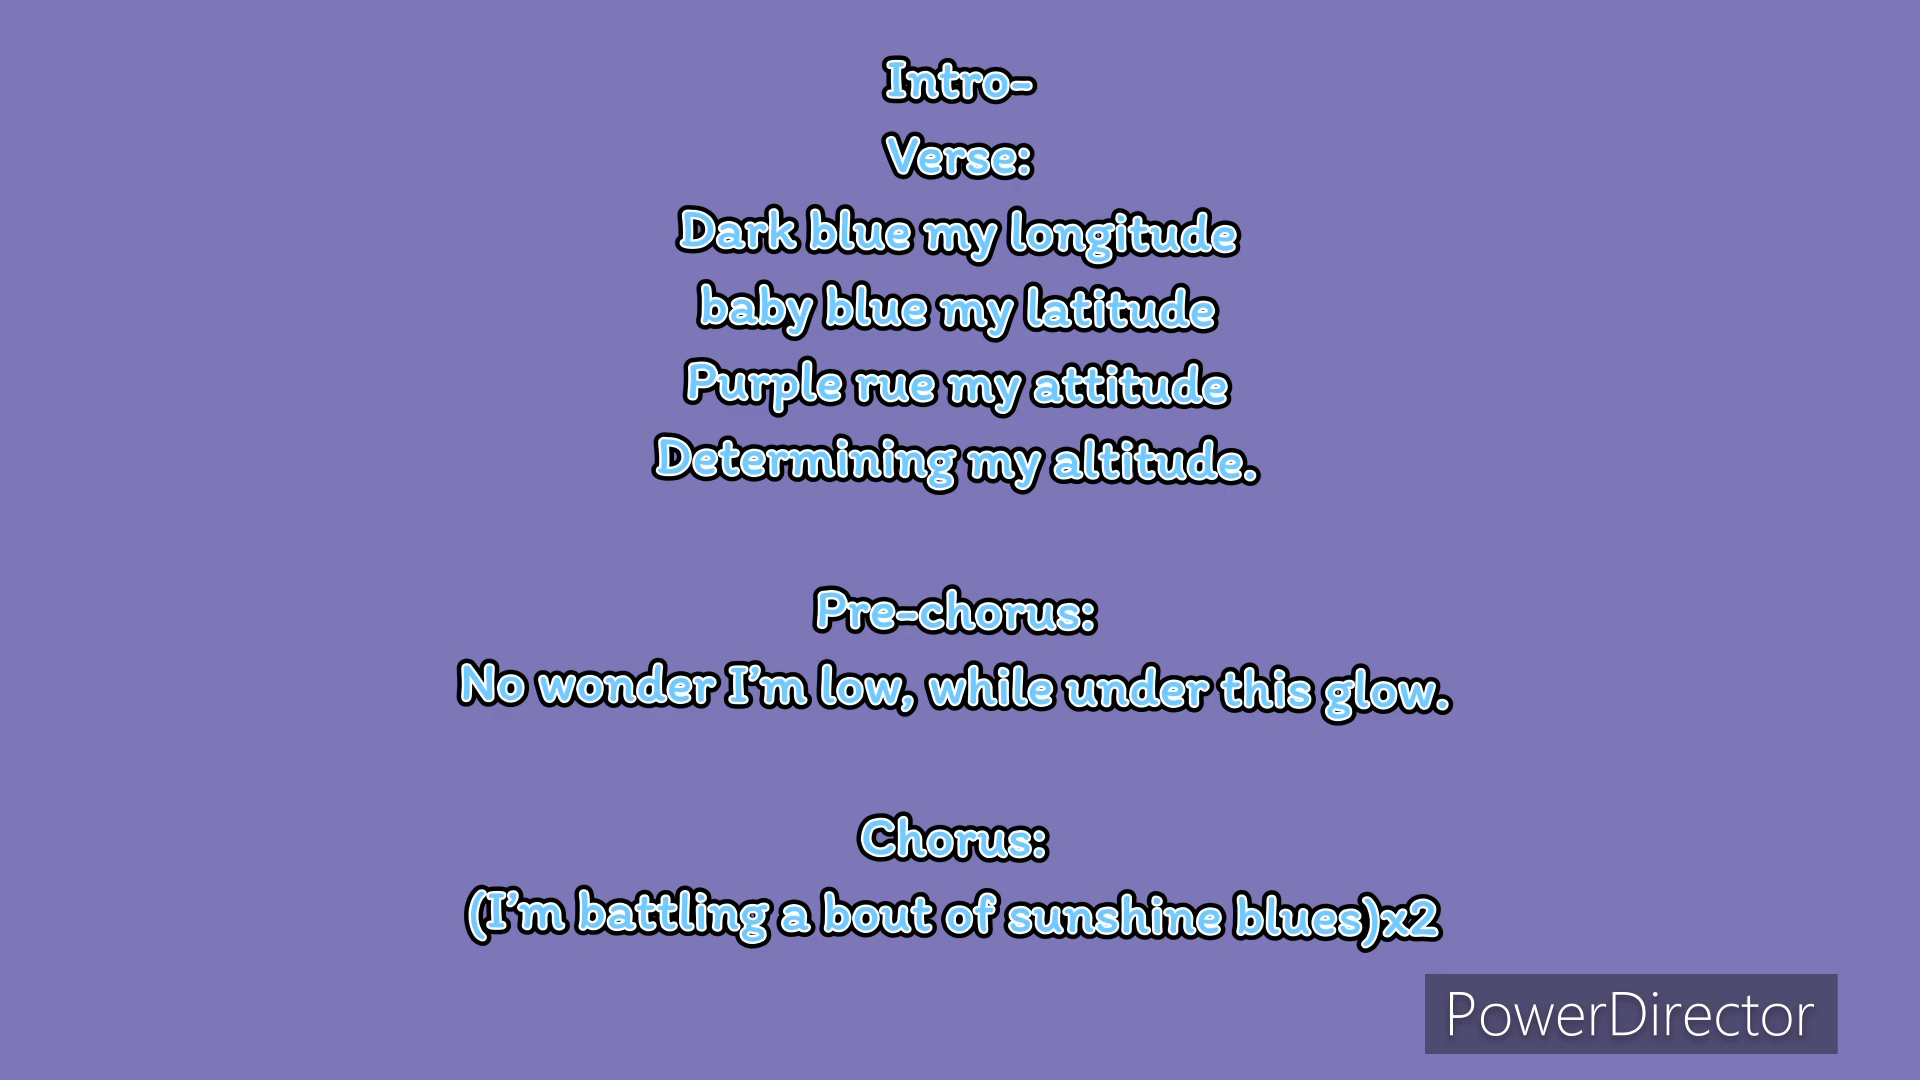 Intro-
Verse:
Dark blue my longitude
baby blue my latitude
Purple rue my attitude
Determining my altitude.
Pre-chorus:
No wonder I'm low, while under this glow.
Chorus:
(I'm battling a bout of sunshine blues)x2
PowerDirector